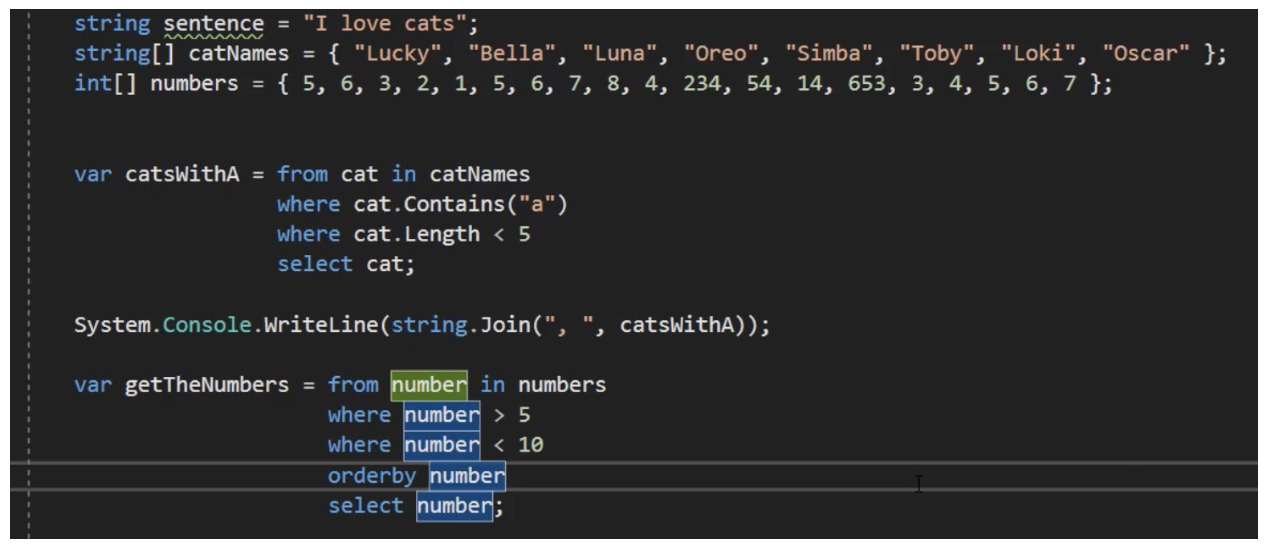 string sentence = "I love cats";
string[] catNames = { "Lucky", "Bella", "Luna", "Oreo", "Simba", "Toby", "Loki", "Oscar" };
int[] numbers = { 5, 6, 3, 2, 1, 5, 6, 7, 8, 4, 234, 54, 14, 653, 3, 4, 5, 6, 7 };
var catsWithA = from cat in catNames
where cat.Contains("a")
where cat.Length < 5
select cat;
System.Console.WriteLine(string.Join(", ", catsWithA));
var getTheNumbers = from number in numbers
where number > 5
where number < 10
orderby number
select number;